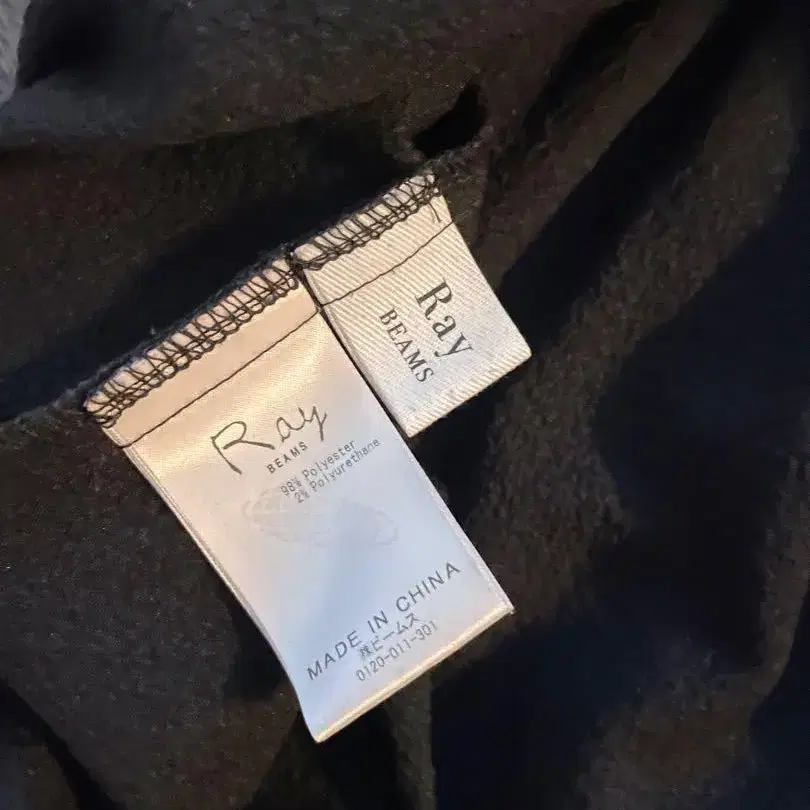 Ray
BEAMS
98% Polyester
2% Polyurethane
MADE IN CHINA
㈱ビームス
0120-011-301
Ray
BEAMS